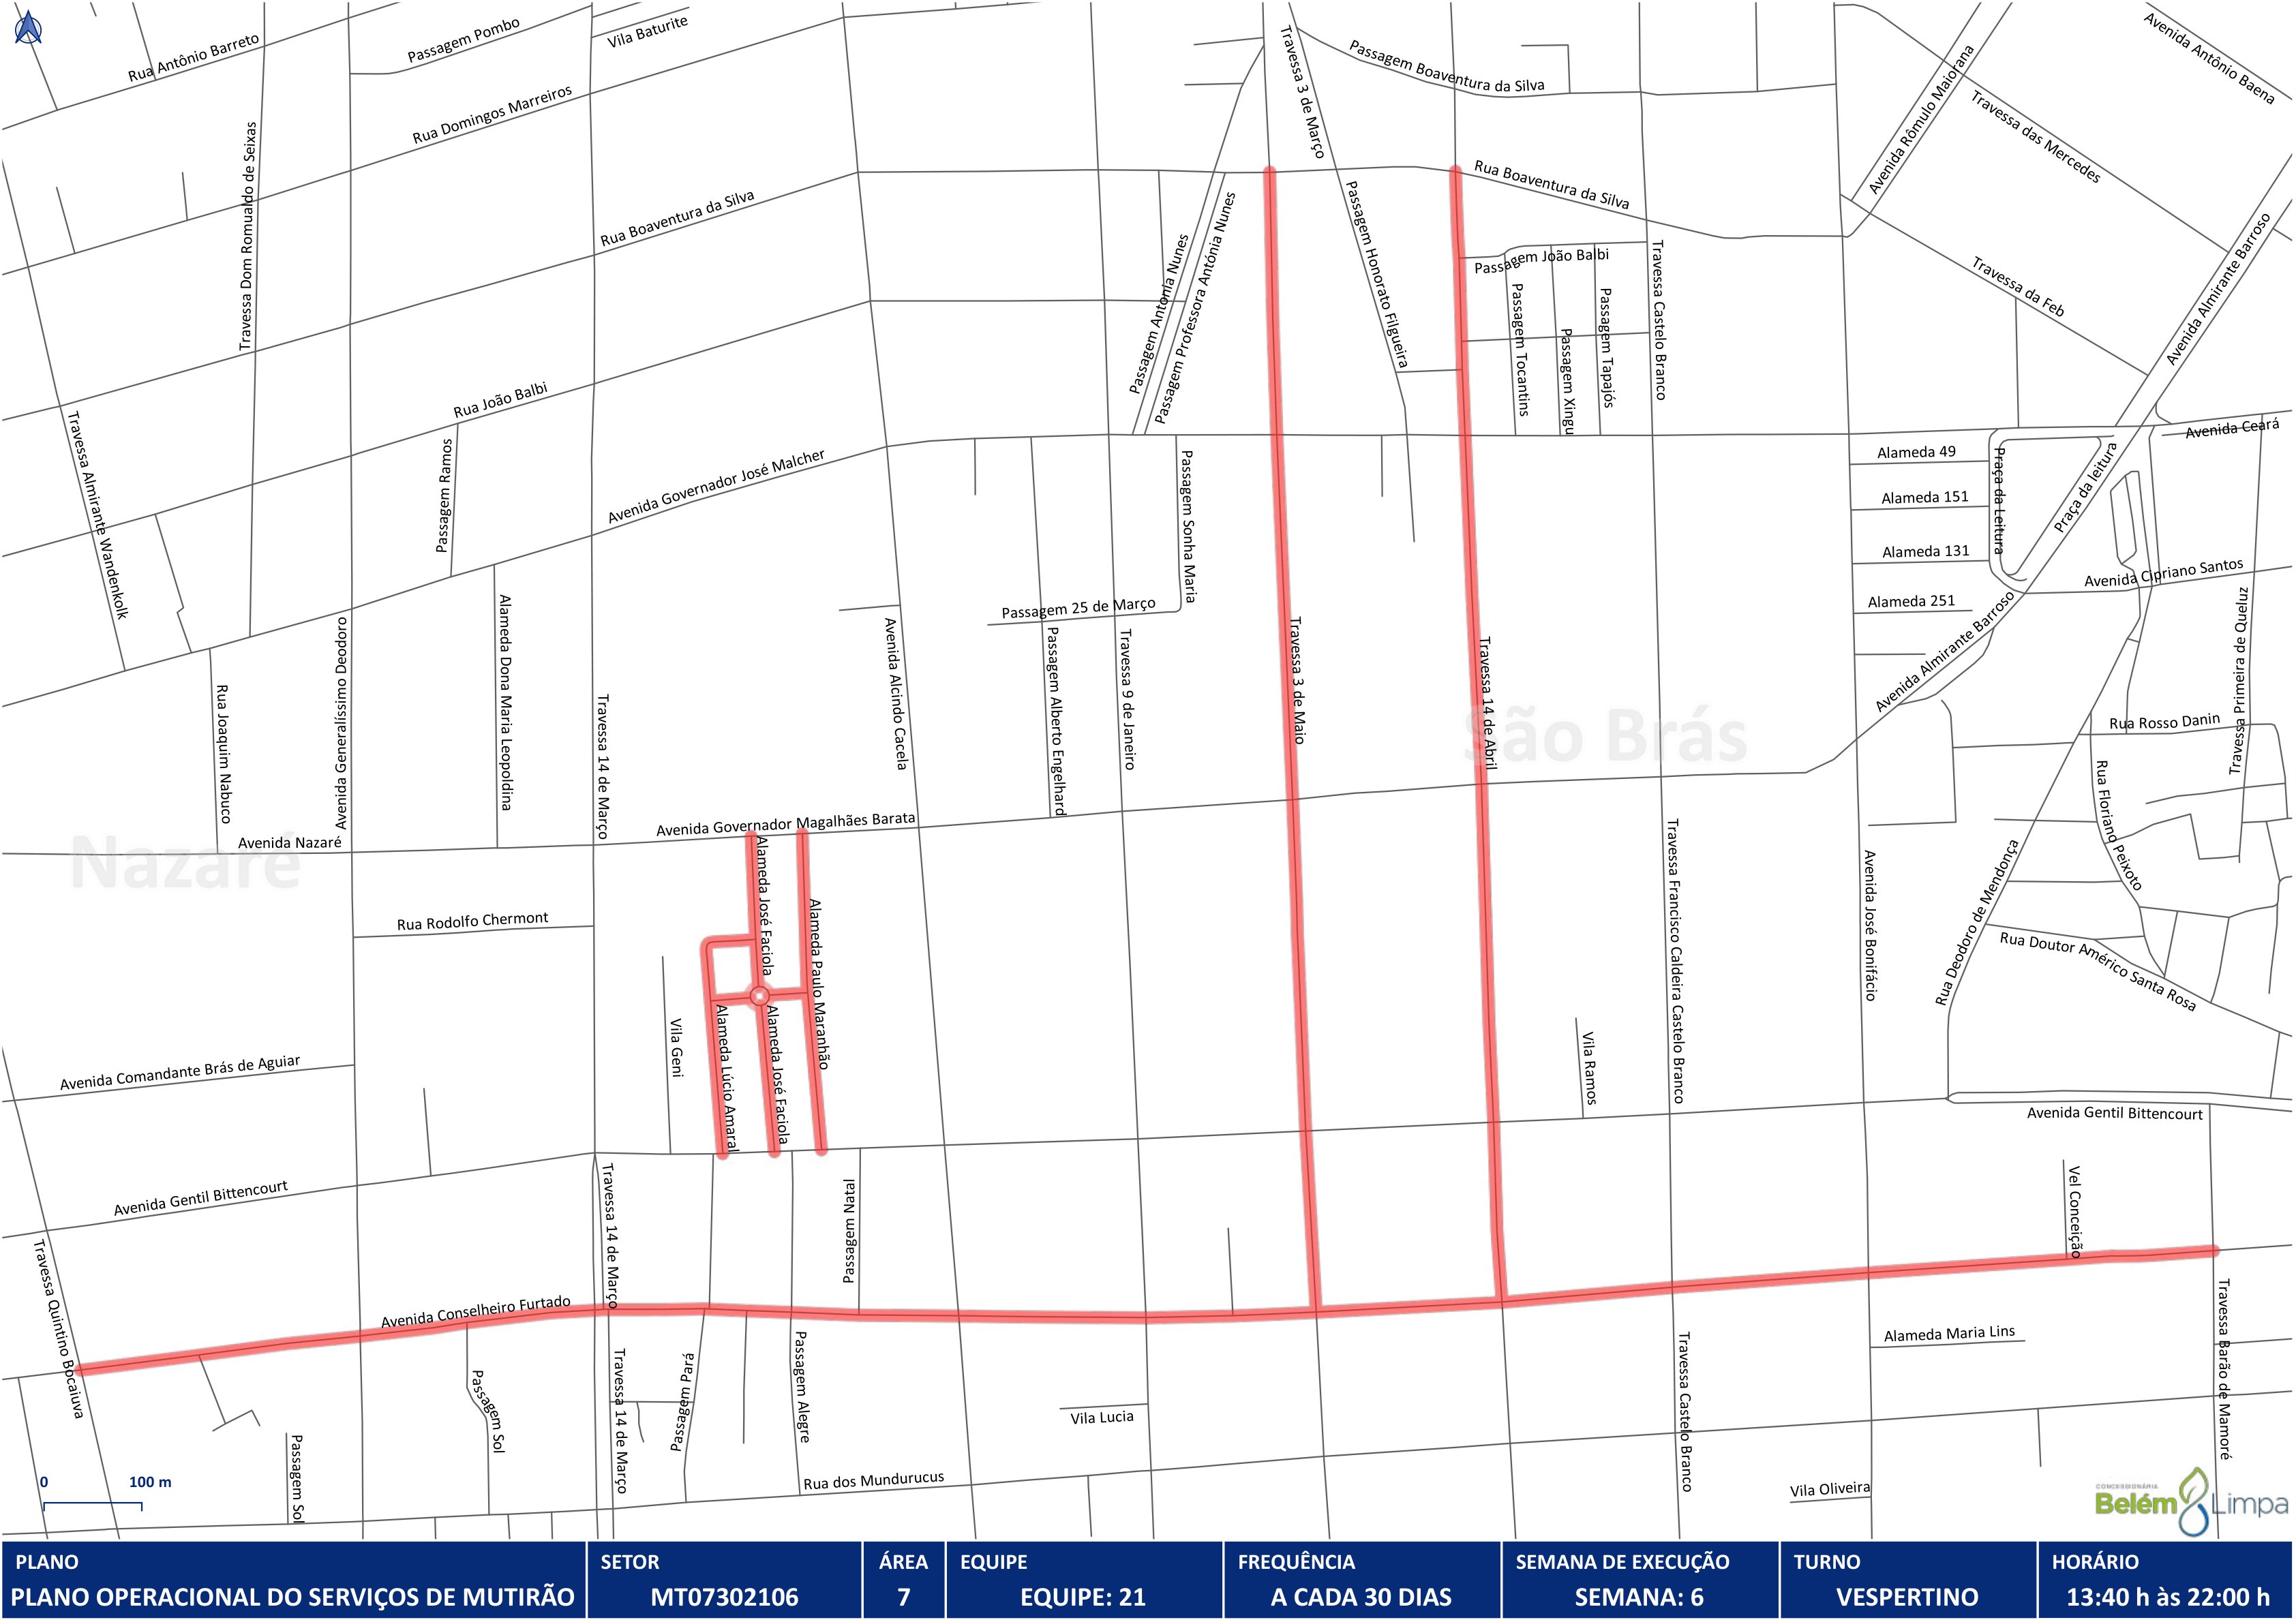 Rua Antônio Barreto
Passagem Pombo
Vila Baturite
Rua Domingos Marreiros
Travessa Dom Romualdo de Seixas
Rua Boaventura da Silva
Travessa 3 de Março
Passagem Boaventura da Silva
Avenida Rômulo Maiorana
Avenida Antônio Baena
Travessa das Mercedes
Rua Boaventura da Silva
Passagem Honorato Filgueira
Passagem Antonia Nunes
Passagem Professora Antônia Nunes
Passagem João Balbi
Passagem Tocantins
Passagem Xingu
Passagem Tapajós
Travessa Castelo Branco
Travessa da Feb
Avenida Almirante Barroso
Rua João Balbi
Travessa Almirante Wandenkolk
Passagem Ramos
Avenida Governador José Malcher
Passagem Sonha Maria
Avenida Ceará
Alameda 49
Alameda 151
Alameda 131
Alameda 251
Praça da Leitura
Praça da leitura
Avenida Cipriano Santos
Avenida Almirante Barroso
Travessa Primeira de Queluz
Passagem 25 de Março
Rua Joaquim Nabuco
Avenida Generalíssimo Deodoro
Alameda Dona Maria Leopoldina
Travessa 14 de Março
Avenida Alcindo Cacela
Passagem Alberto Engelhard
Travessa 9 de Janeiro
Travessa 3 de Maio
Travessa 14 de Abril
São Brás
Rua Rosso Danin
Rua Floriano Peixoto
Nazaré
Avenida Nazaré
Avenida Governador Magalhães Barata
Alameda José Faciola
Alameda Paulo Maranhão
Rua Rodolfo Chermont
Travessa Francisco Caldeira Castelo Branco
Avenida José Bonifácio
Rua Deodoro de Mendonça
Rua Doutor Américo Santa Rosa
Vila Geni
Alameda Lúcio Amaral
Alameda José Faciola
Vila Ramos
Avenida Comandante Brás de Aguiar
Avenida Gentil Bittencourt
Avenida Gentil Bittencourt
Travessa 14 de Março
Passagem Natal
Vel Conceição
Travessa Quintino Bocaiuva
Avenida Conselheiro Furtado
Travessa Barão de Mamoré
Alameda Maria Lins
Passagem Sol
Passagem Sol
Travessa 14 de Março
Passagem Pará
Passagem Alegre
Vila Lucia
Travessa Castelo Branco
Rua dos Mundurucus
Vila Oliveira
0 100 m
CONCESSIONÁRIA
Belém Limpa
PLANO
PLANO OPERACIONAL DO SERVIÇOS DE MUTIRÃO
SETOR
MT07302106
ÁREA
7
EQUIPE
EQUIPE: 21
FREQUÊNCIA
A CADA 30 DIAS
SEMANA DE EXECUÇÃO
SEMANA: 6
TURNO
VESPERTINO
HORÁRIO
13:40 h às 22:00 h